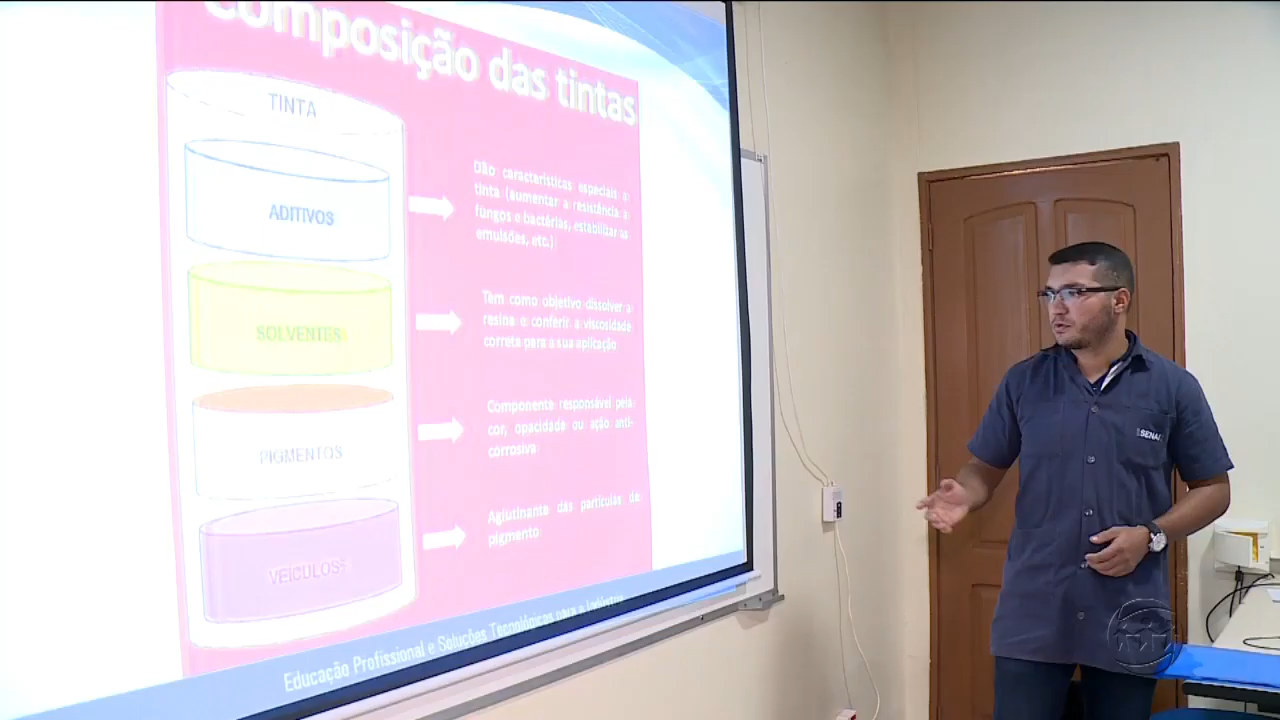 Composição das tintas
TINTA
ADITIVOS
Dão características especiais a
tinta (aumentar a resistência a
fungos e bactérias, estabilizar as
emulsões, etc.)
SOLVENTES
Tem como objetivo dissolver a
resina e conferir a viscosidade
correta para a sua aplicação
PIGMENTOS
Componente responsável pela
cor, opacidade ou ação anti-
corrosiva
VEÍCULOS
Aglutinante das partículas de
pigmento
Educação Profissional e Soluções Tecnológicas para a Indústria
SENAI